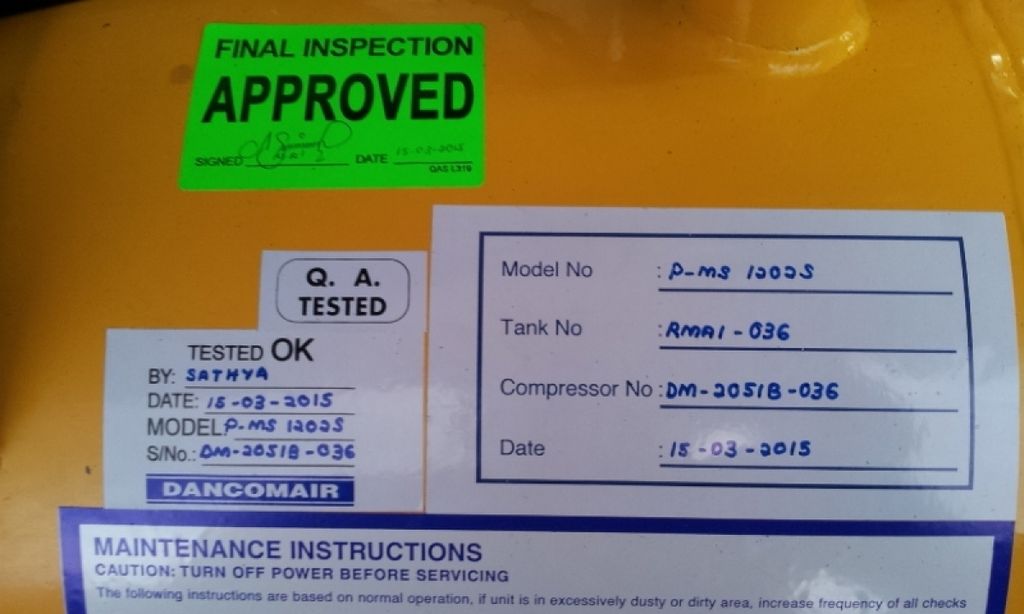 FINAL INSPECTION
APPROVED
SIGNED DATE 15-03-2015
QAS L319
Q. A.
TESTED
TESTED OK
BY: SATHYA
DATE: 15-03-2015
MODEL: P-MS 1202S
S/No.: DM-2051B-036
DANCOMAIR
Model No : P-MS 1202S
Tank No : RMA1-036
Compressor No : DM-2051B-036
Date : 15-03-2015
MAINTENANCE INSTRUCTIONS
CAUTION: TURN OFF POWER BEFORE SERVICING
The following instructions are based on normal operation, if unit is in excessively dusty or dirty area, increase frequency of all checks